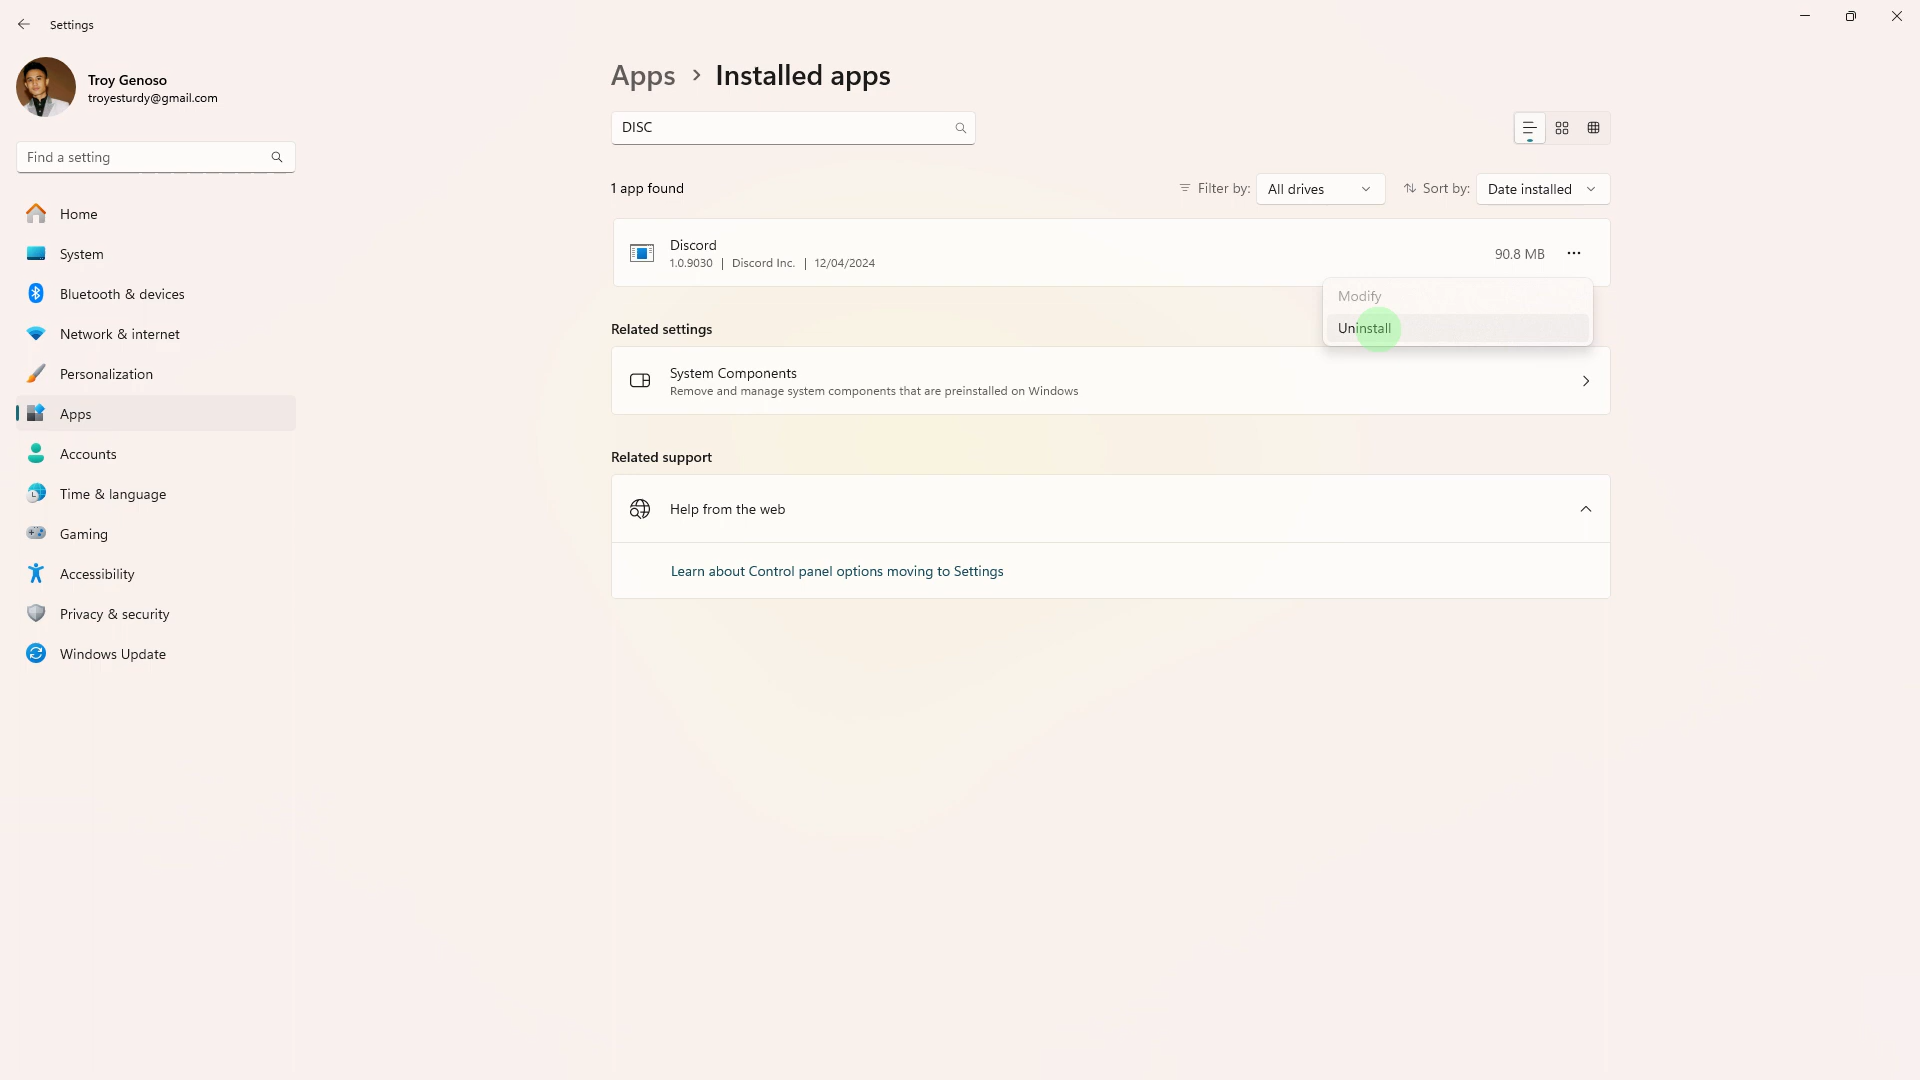 Settings
Troy Genoso
troyesturdy@gmail.com
Find a setting
Home
System
Bluetooth & devices
Network & internet
Personalization
Apps
Accounts
Time & language
Gaming
Accessibility
Privacy & security
Windows Update
Apps > Installed apps
DISC
1 app found
Filter by: All drives
Sort by: Date installed
Discord
1.0.9030 | Discord Inc. | 12/04/2024
90.8 MB
Modify
Uninstall
Related settings
System Components
Remove and manage system components that are preinstalled on Windows
Related support
Help from the web
Learn about Control panel options moving to Settings